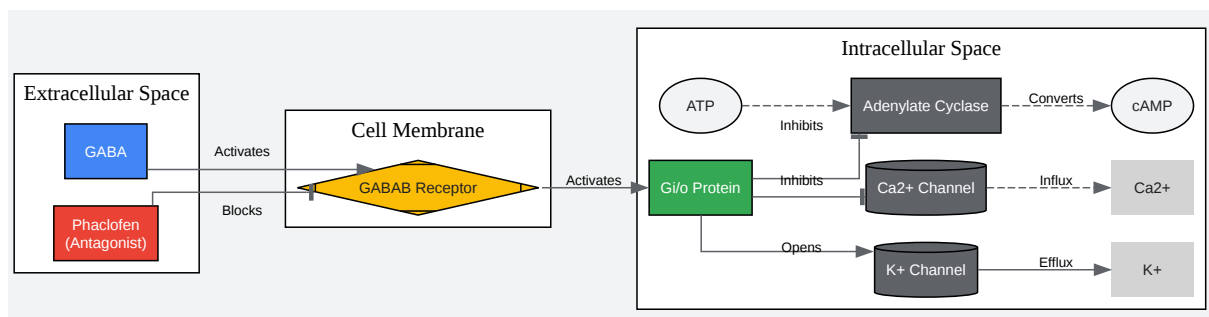 Extracellular Space
GABA
Phaclofen
(Antagonist)
Activates
Blocks
Cell Membrane
GABAB Receptor
Activates
Intracellular Space
ATP
Inhibits
Adenylate Cyclase
Converts
cAMP
Gi/o Protein
Inhibits
Ca2+ Channel
Influx
Ca2+
Opens
K+ Channel
Efflux
K+